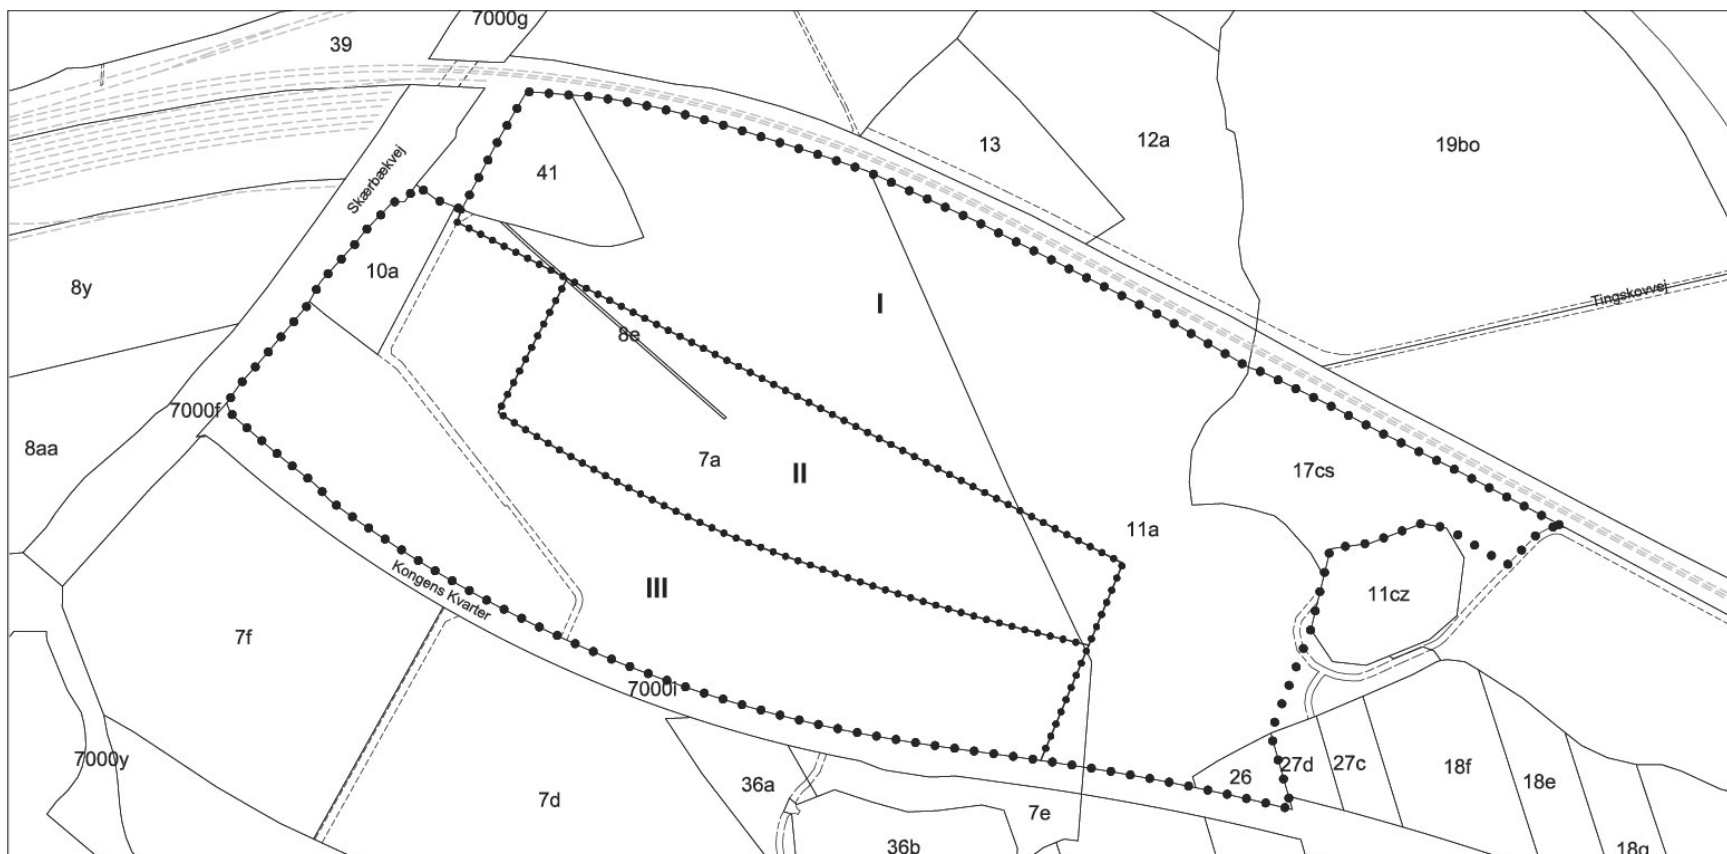 7000g
39
13
12a
19bo
41
Skærbækvej
10a
8y
Tingskovvej
I
8e
7000f
8aa
7a
II
17cs
11a
Kongens Kvarter
III
11cz
7f
7000i
7000y
36a
7d
26
27d
27c
18f
18e
7e
36b
18g